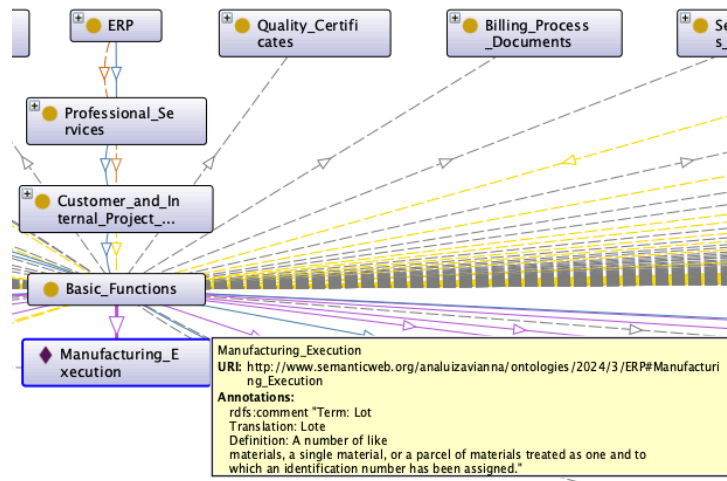 ERP
Quality_Certifi
cates
Billing_Process
_Documents
Professional_Se
rvices
Customer_and_In
ternal_Project_...
Basic_Functions
Manufacturing_E
xecution
Manufacturing_Execution
URI: http://www.semanticweb.org/analuizavianna/ontologies/2024/3/ERP#Manufacturi
ng_Execution
Annotations:
rdfs:comment "Term: Lot
Translation: Lote
Definition: A number of like
materials, a single material, or a parcel of materials treated as one and to
which an identification number has been assigned."